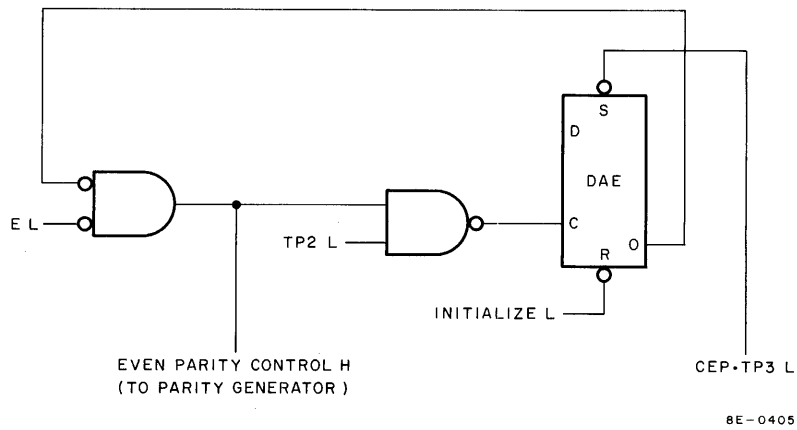 S
D
DAE
E L
C
TP2 L
O
R
INITIALIZE L
EVEN PARITY CONTROL H
(TO PARITY GENERATOR)
CEP•TP3 L
8E-0405